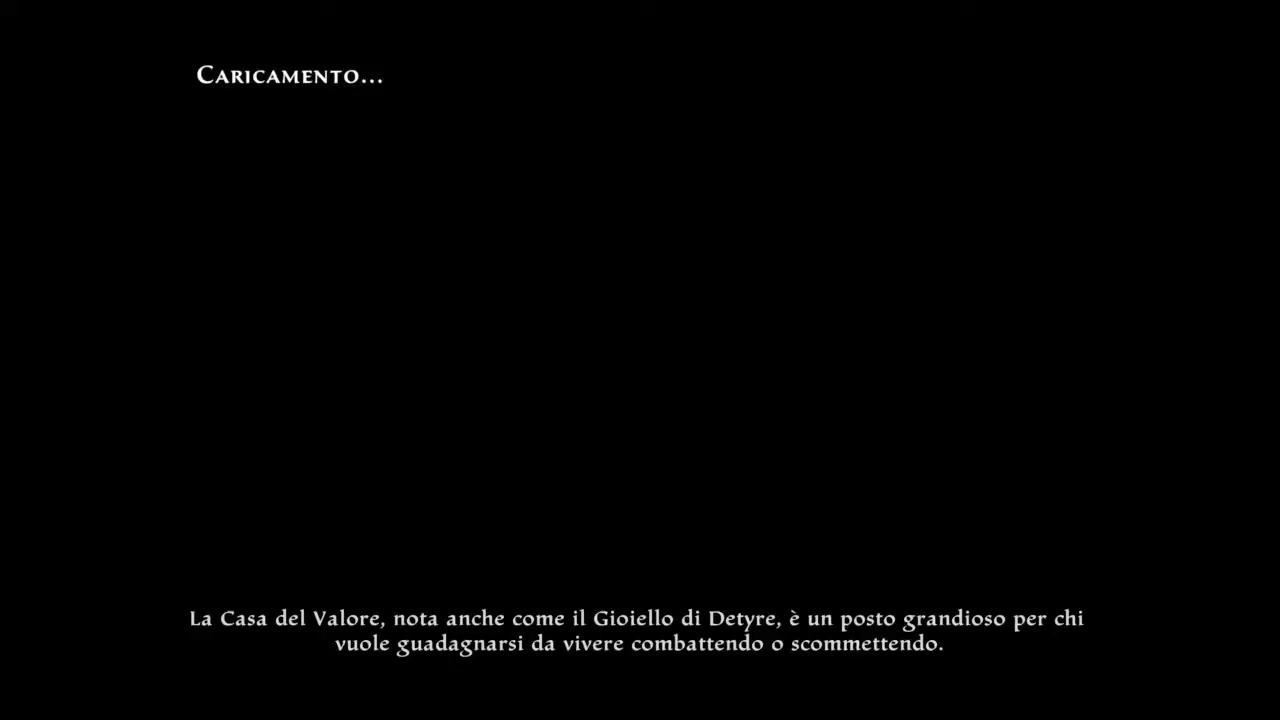 Caricamento...
La Casa del Valore, nota anche come il Gioiello di Detyre, è un posto grandioso per chi
vuole guadagnarsi da vivere combattendo o scommettendo.